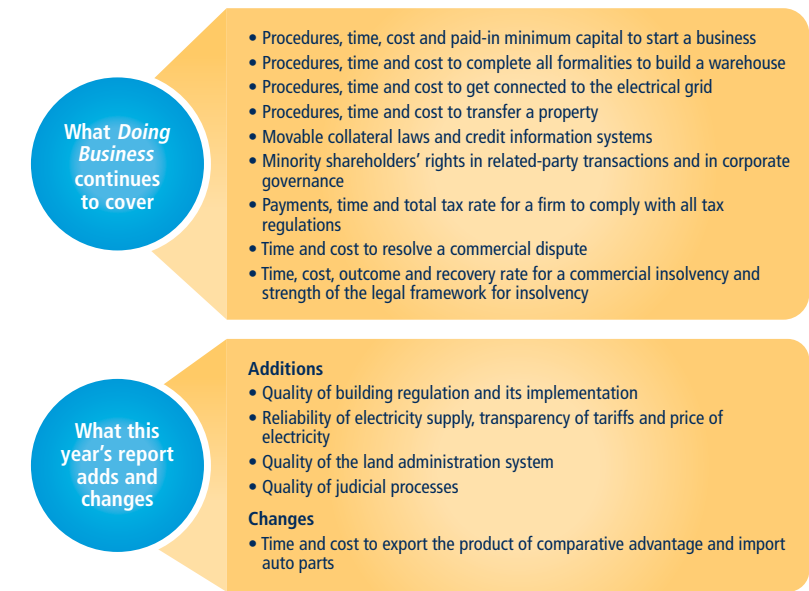 What Doing
Business
continues
to cover
• Procedures, time, cost and paid-in minimum capital to start a business
• Procedures, time and cost to complete all formalities to build a warehouse
• Procedures, time and cost to get connected to the electrical grid
• Procedures, time and cost to transfer a property
• Movable collateral laws and credit information systems
• Minority shareholders’ rights in related-party transactions and in corporate
governance
• Payments, time and total tax rate for a firm to comply with all tax
regulations
• Time and cost to resolve a commercial dispute
• Time, cost, outcome and recovery rate for a commercial insolvency and
strength of the legal framework for insolvency
What this
year’s report
adds and
changes
Additions
• Quality of building regulation and its implementation
• Reliability of electricity supply, transparency of tariffs and price of
electricity
• Quality of the land administration system
• Quality of judicial processes
Changes
• Time and cost to export the product of comparative advantage and import
auto parts